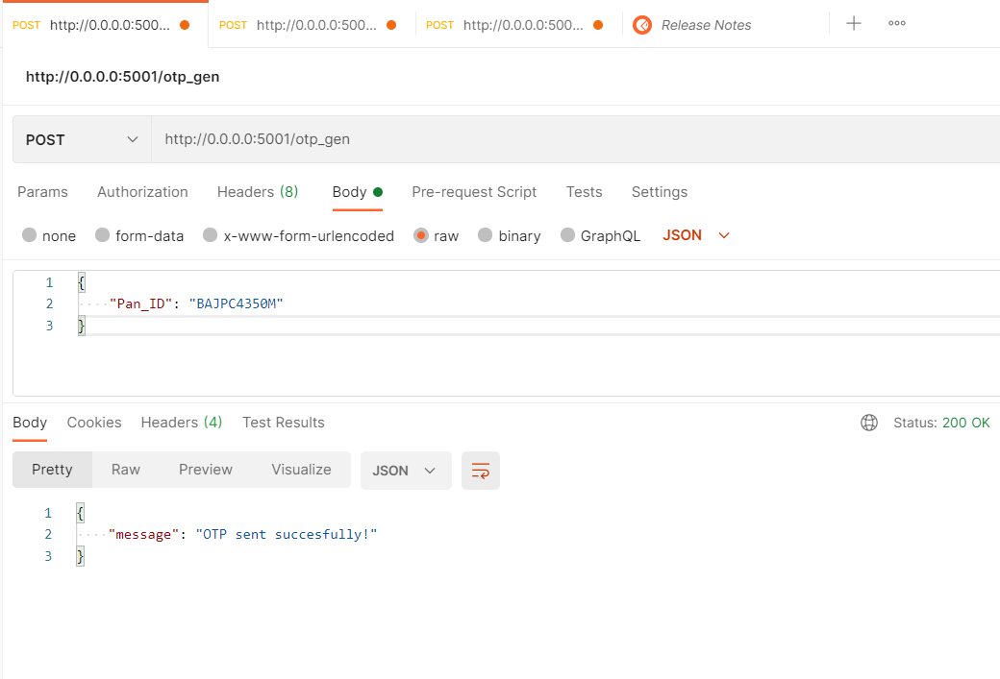 POST http://0.0.0.0:500... POST http://0.0.0.0:500... POST http://0.0.0.0:500... Release Notes
http://0.0.0.0:5001/otp_gen
POST http://0.0.0.0:5001/otp_gen
Params Authorization Headers (8) Body Pre-request Script Tests Settings
none form-data x-www-form-urlencoded raw binary GraphQL JSON
1 {
2 "Pan_ID": "BAJPC4350M"
3 }
Body Cookies Headers (4) Test Results Status: 200 OK
Pretty Raw Preview Visualize JSON
1 {
2 "message": "OTP sent succesfully!"
3 }